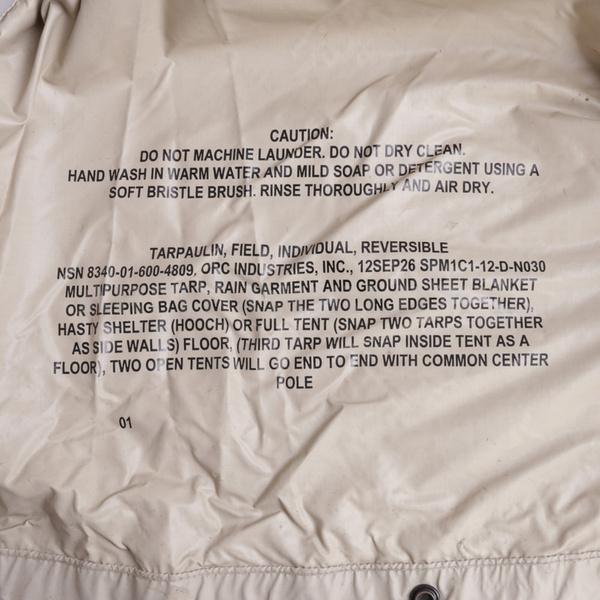 CAUTION:
DO NOT MACHINE LAUNDER. DO NOT DRY CLEAN.
HAND WASH IN WARM WATER AND MILD SOAP OR DETERGENT USING A
SOFT BRISTLE BRUSH. RINSE THOROUGHLY AND AIR DRY.
TARPAULIN, FIELD, INDIVIDUAL, REVERSIBLE
NSN 8340-01-600-4809, ORC INDUSTRIES, INC., 12SEP26 SPM1C1-12-D-N030
MULTIPURPOSE TARP, RAIN GARMENT AND GROUND SHEET BLANKET
OR SLEEPING BAG COVER (SNAP THE TWO LONG EDGES TOGETHER),
HASTY SHELTER (HOOCH) OR FULL TENT (SNAP TWO TARPS TOGETHER
AS SIDE WALLS) FLOOR, (THIRD TARP WILL SNAP INSIDE TENT AS A
FLOOR), TWO OPEN TENTS WILL GO END TO END WITH COMMON CENTER
POLE
01